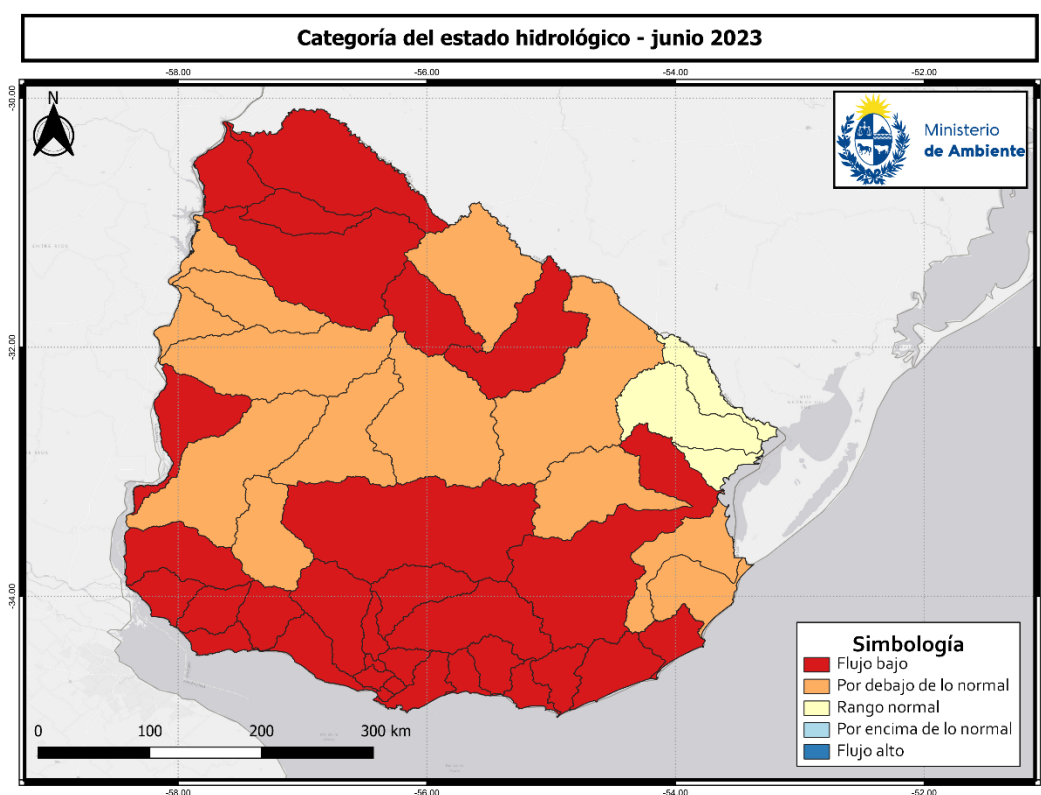 Categoría del estado hidrológico - junio 2023
-58.00
-56.00
-54.00
-52.00
-30.00
-32.00
-34.00
N
Ministerio
de Ambiente
Simbología
Flujo bajo
Por debajo de lo normal
Rango normal
Por encima de lo normal
Flujo alto
0
100
200
300 km
-58.00
-56.00
-54.00
-52.00